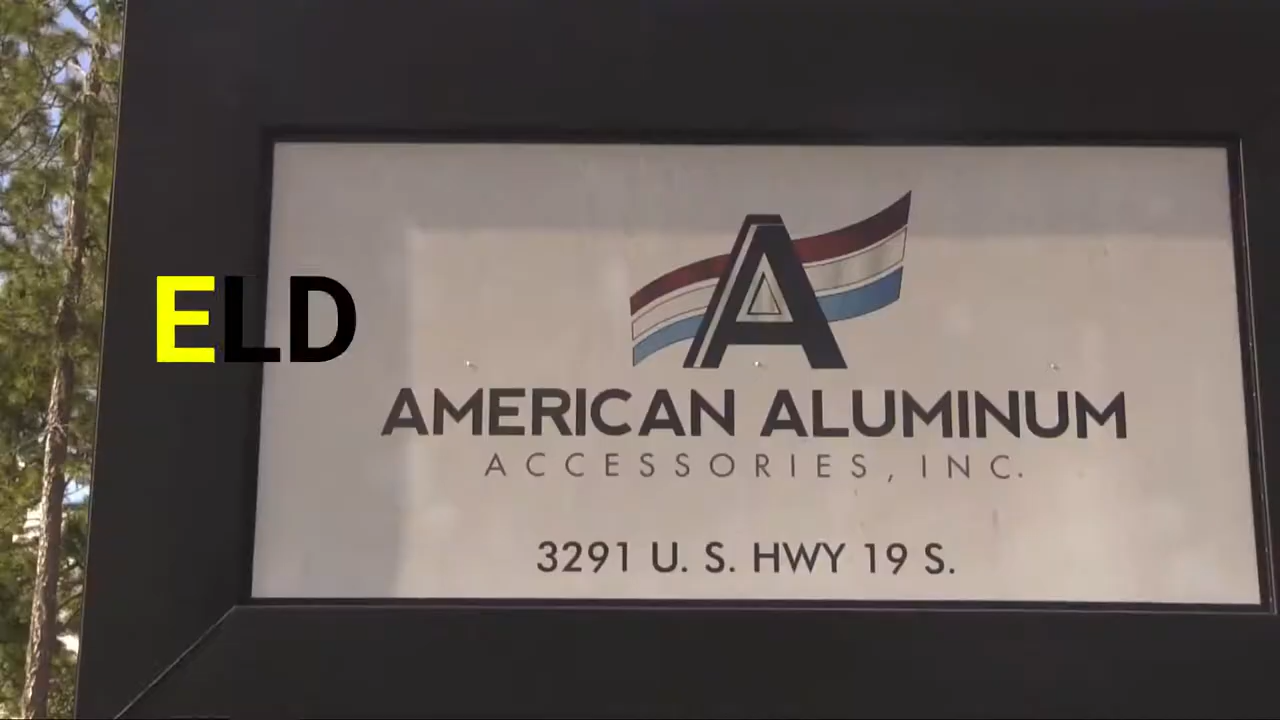 ELD
A
AMERICAN ALUMINUM
ACCESSORIES, INC.
3291 U. S. HWY 19 S.